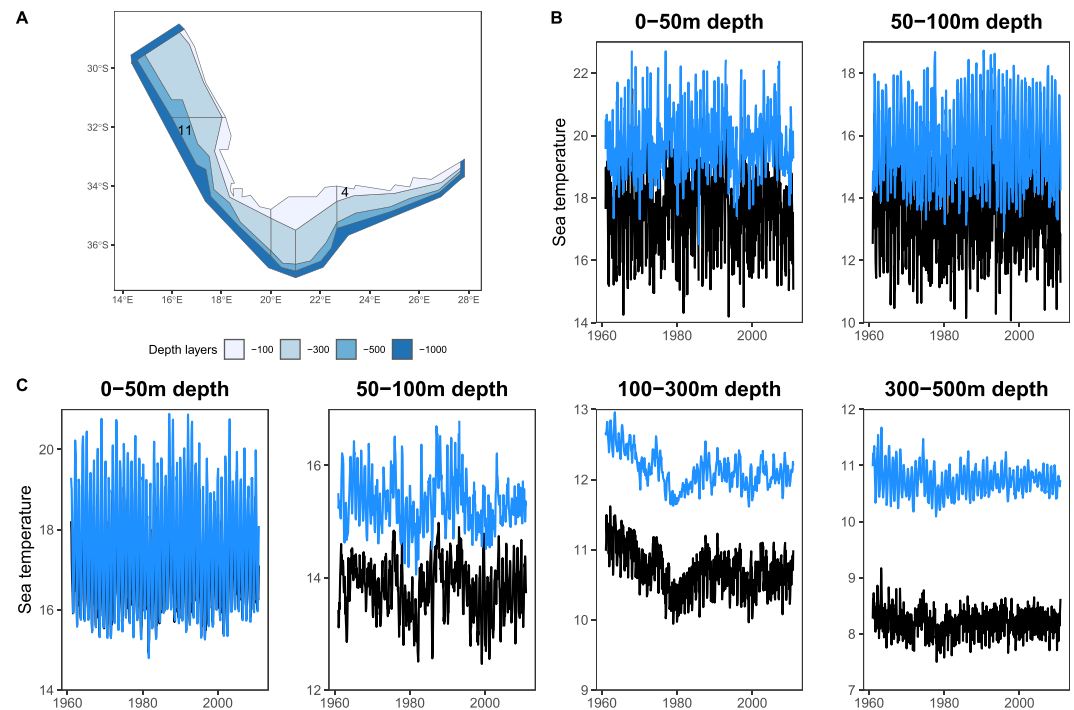 A
30°S
32°S
34°S
36°S
11
4
14°E 16°E 18°E 20°E 22°E 24°E 26°E 28°E
Depth layers −100 −300 −500 −1000
B
0−50m depth
50−100m depth
Sea temperature
22
20
18
16
14
1960 1980 2000
18
16
14
12
10
1960 1980 2000
C
0−50m depth
50−100m depth
100−300m depth
300−500m depth
Sea temperature
20
18
16
14
1960 1980 2000
16
14
12
1960 1980 2000
13
12
11
10
9
1960 1980 2000
12
11
10
9
8
7
1960 1980 2000